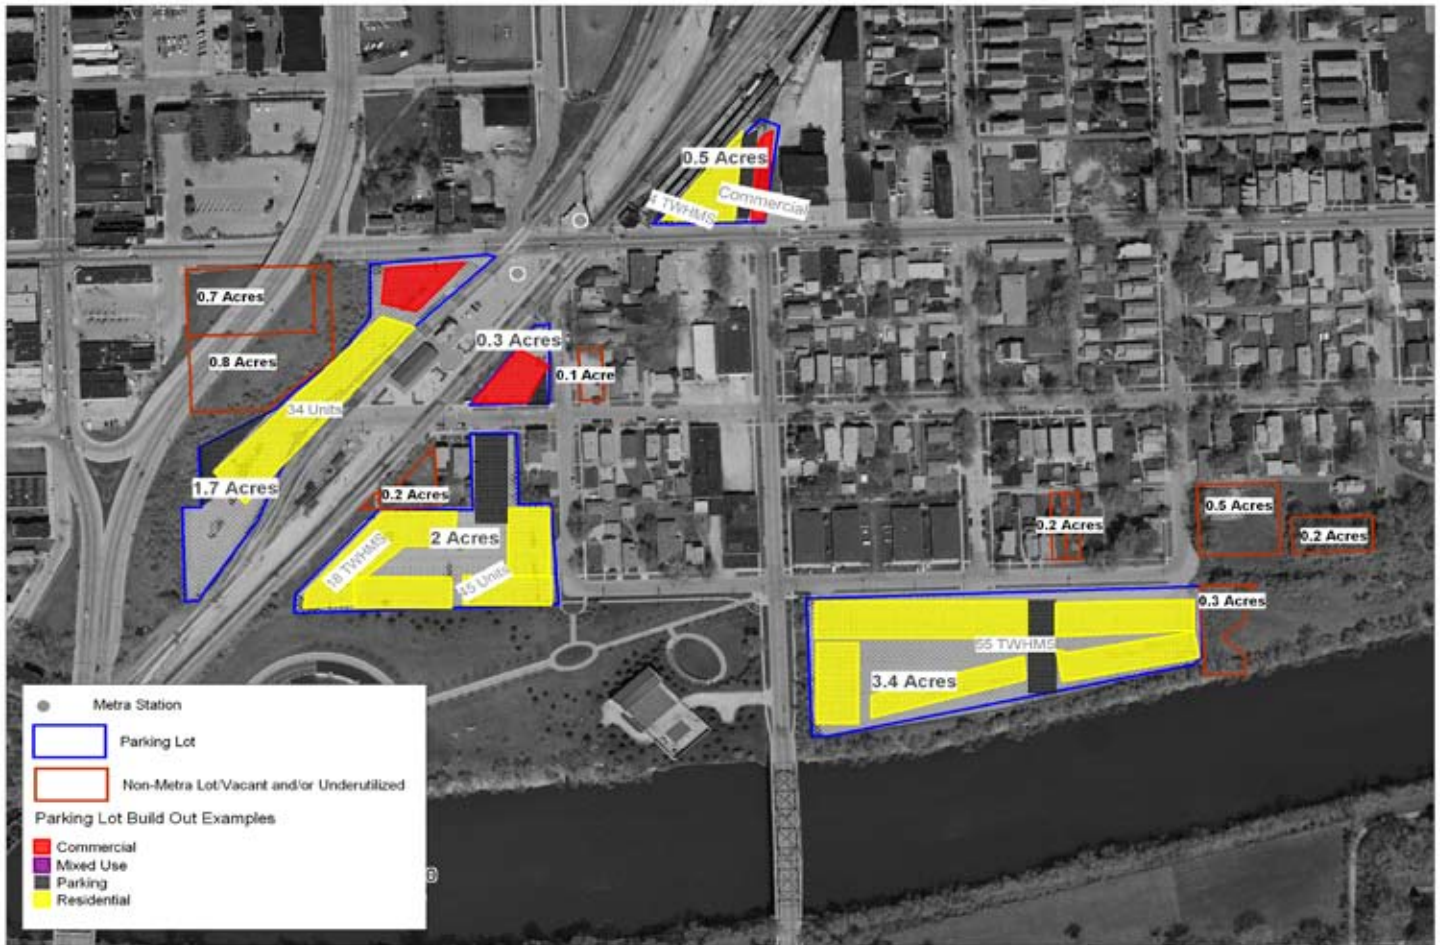 0.5 Acres
4 TWHMS
Commercial
0.7 Acres
0.8 Acres
0.3 Acres
0.1 Acre
34 Units
1.7 Acres
0.2 Acres
2 Acres
18 TWHMS
45 Units
0.2 Acres
0.5 Acres
0.2 Acres
0.3 Acres
55 TWHMS
3.4 Acres
Metra Station
Parking Lot
Non-Metra Lot/Vacant and/or Underutilized
Parking Lot Build Out Examples
Commercial
Mixed Use
Parking
Residential